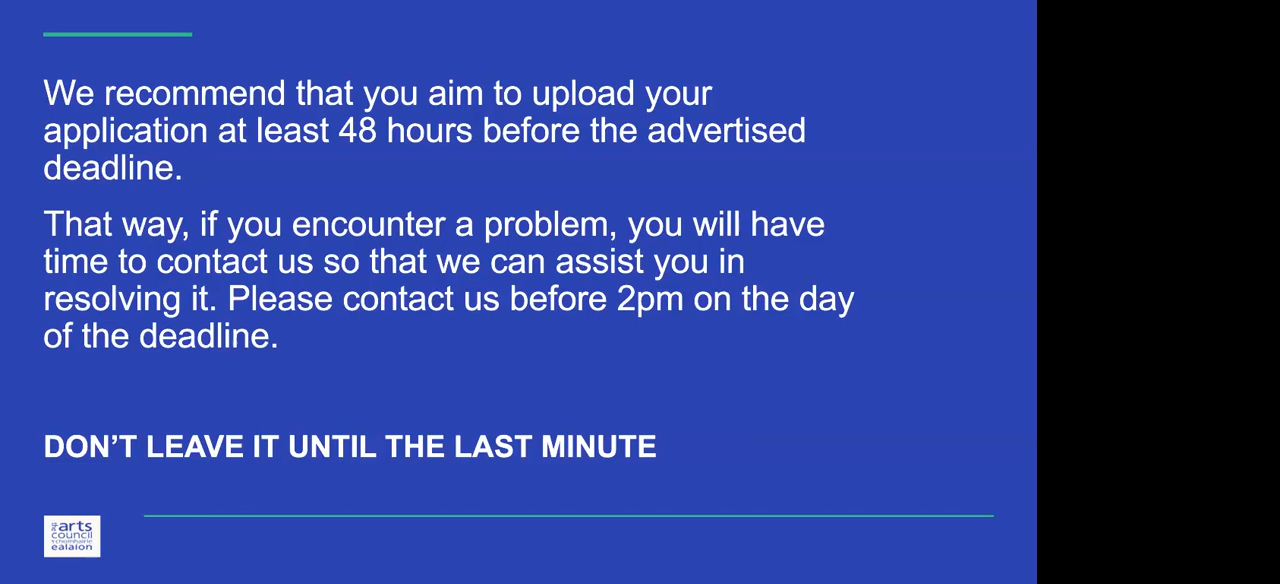 We recommend that you aim to upload your
application at least 48 hours before the advertised
deadline.
That way, if you encounter a problem, you will have
time to contact us so that we can assist you in
resolving it. Please contact us before 2pm on the day
of the deadline.
DON’T LEAVE IT UNTIL THE LAST MINUTE
arts
council
ealaíon